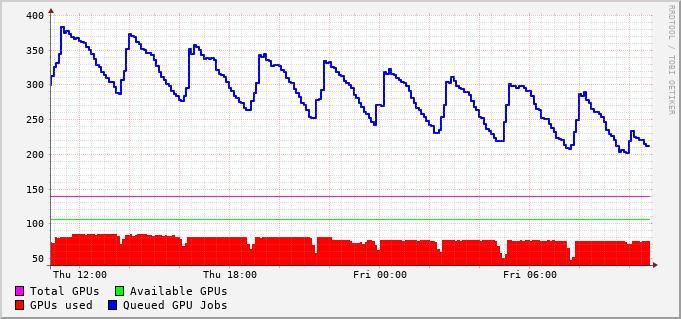 400
350
300
250
200
150
100
50
Thu 12:00 Thu 18:00 Fri 00:00 Fri 06:00
Total GPUs Available GPUs
GPUs used Queued GPU Jobs
RRDTOOL / TOBI OETIKER